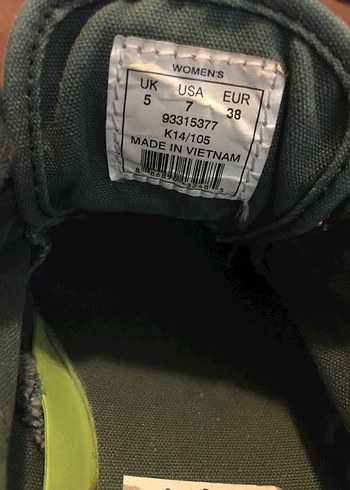 WOMEN'S
UK USA EUR
5 7 38
93315377
K14/105
MADE IN VIETNAM